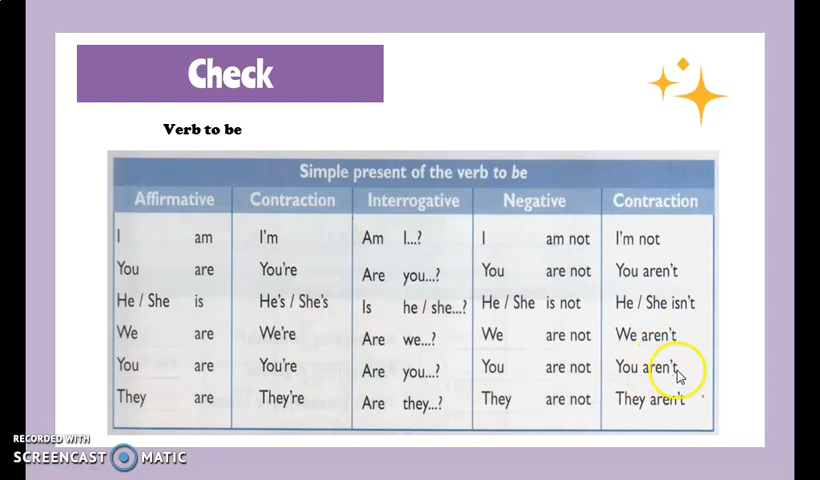 Check
Verb to be
Simple present of the verb to be
Affirmative Contraction Interrogative Negative Contraction
I am I'm Am I...? I am not I'm not
You are You're Are you...? You are not You aren't
He / She is He's / She's Is he / she...? He / She is not He / She isn't
We are We're Are we...? We are not We aren't
You are You're Are you...? You are not You aren't
They are They're Are they...? They are not They aren't
RECORDED WITH
SCREENCAST MATIC